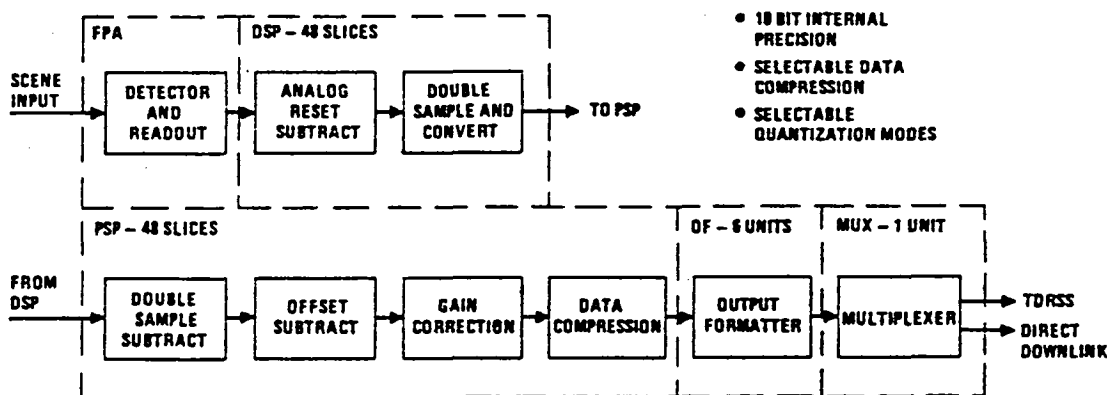 FPA
DSP – 48 SLICES
SCENE
INPUT
DETECTOR
AND
READOUT
ANALOG
RESET
SUBTRACT
DOUBLE
SAMPLE AND
CONVERT
TO PSP
● BIT INTERNAL
PRECISION
● SELECTABLE DATA
COMPRESSION
● SELECTABLE
QUANTIZATION MODES
PSP – 48 SLICES
OF – 6 UNITS
MUX – 1 UNIT
FROM
DSP
DOUBLE
SAMPLE
SUBTRACT
OFFSET
SUBTRACT
GAIN
CORRECTION
DATA
COMPRESSION
OUTPUT
FORMATTER
MULTIPLEXER
TDRSS
DIRECT
DOWNLINK